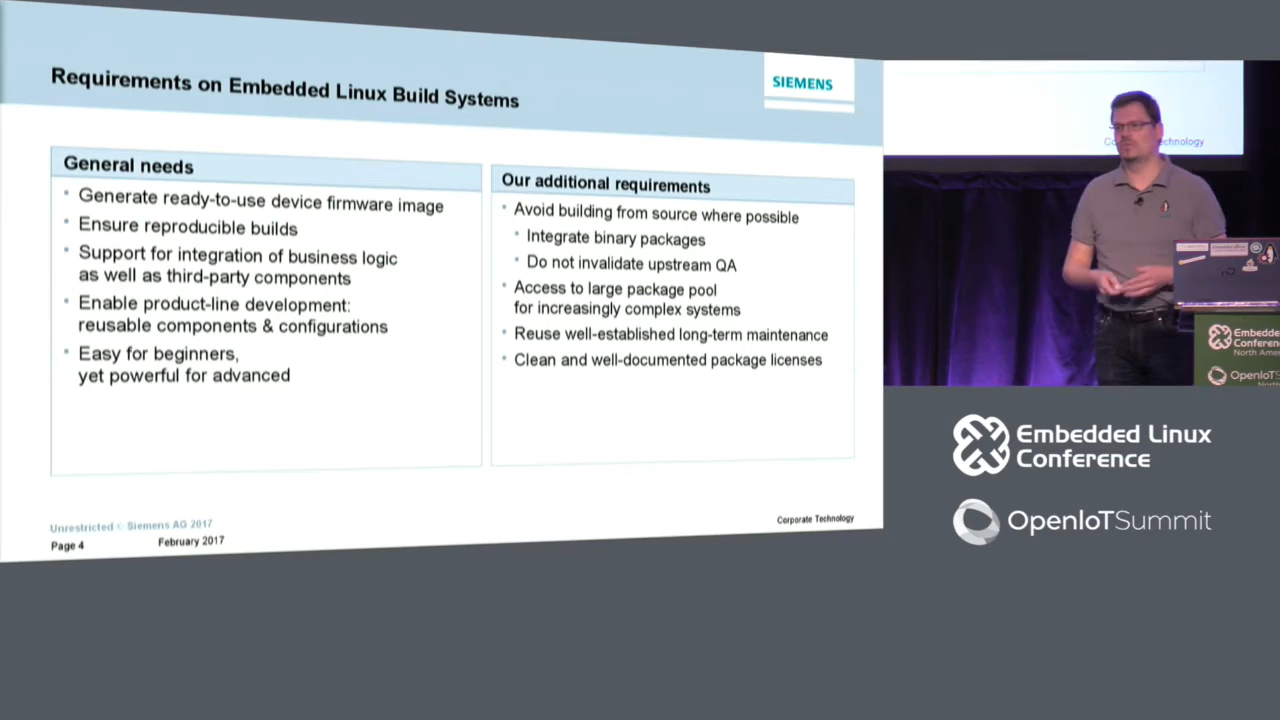 Requirements on Embedded Linux Build Systems
SIEMENS
General needs
Generate ready-to-use device firmware image
Ensure reproducible builds
Support for integration of business logic
as well as third-party components
Enable product-line development:
reusable components & configurations
Easy for beginners,
yet powerful for advanced
Our additional requirements
Avoid building from source where possible
Integrate binary packages
Do not invalidate upstream QA
Access to large package pool
for increasingly complex systems
Reuse well-established long-term maintenance
Clean and well-documented package licenses
Unrestricted © Siemens AG 2017
Page 4
February 2017
Corporate Technology
Embedded Linux
Conference
OpenIoTSummit